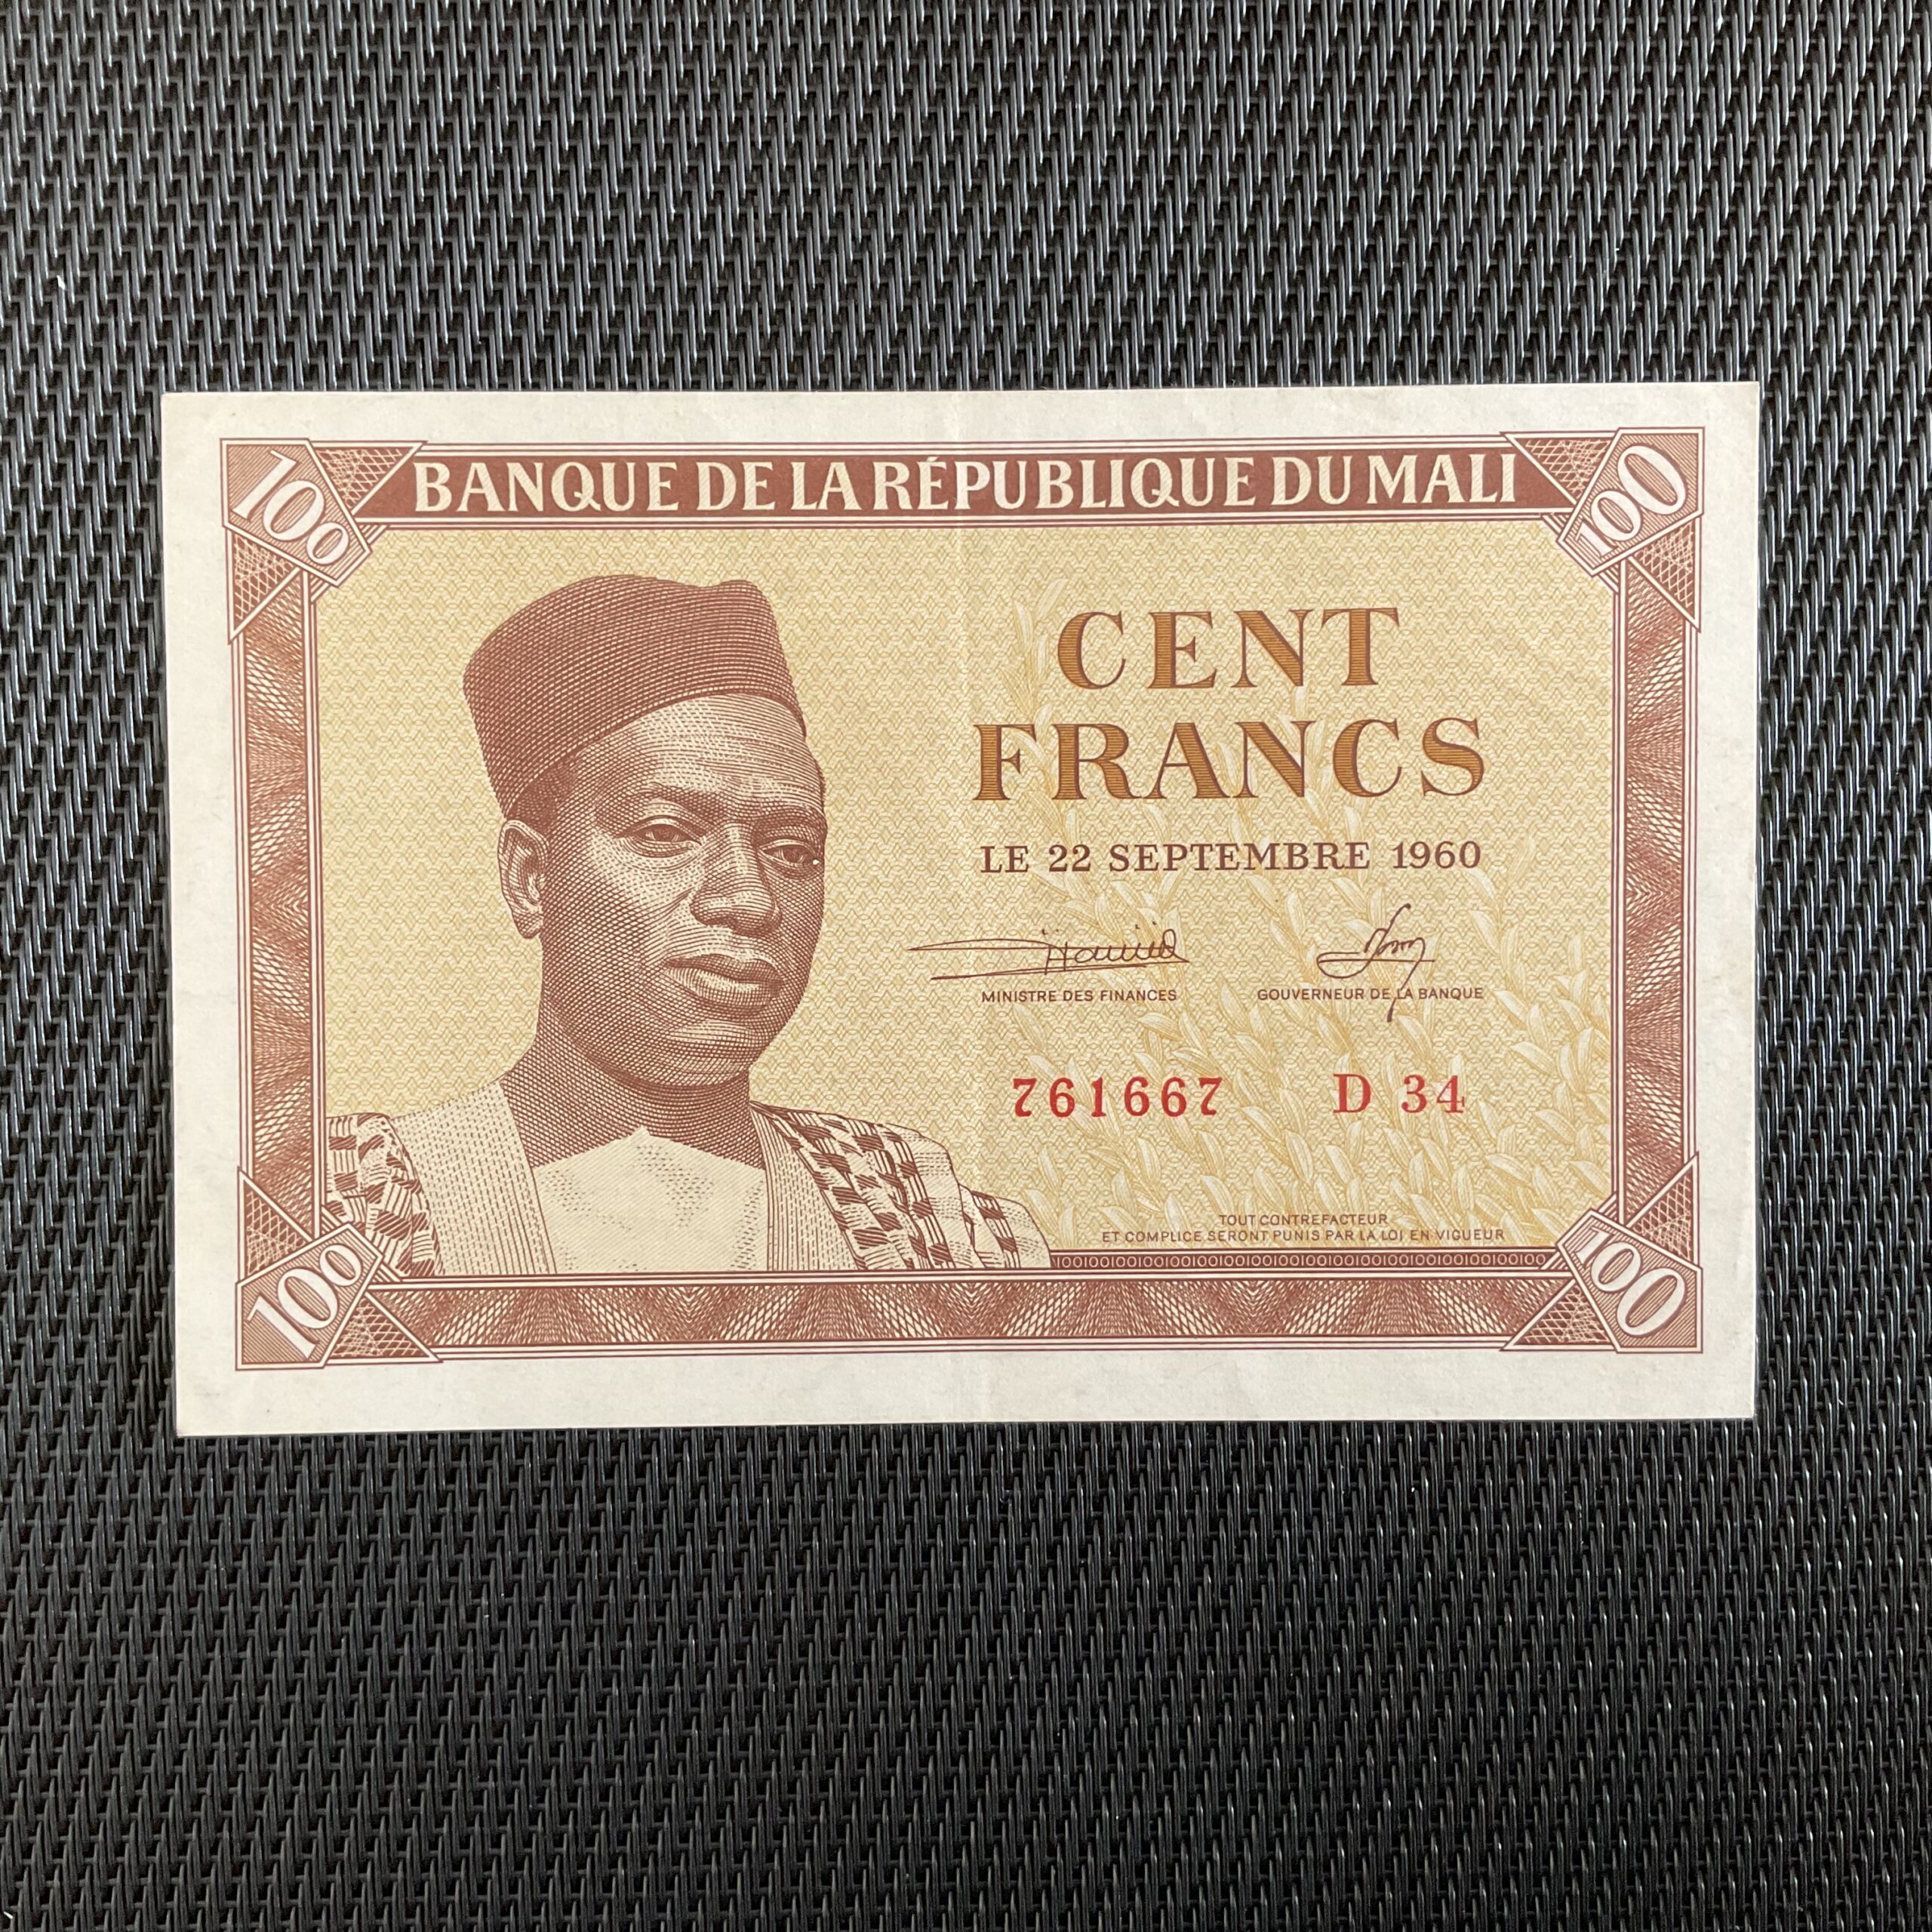 100
BANQUE DE LA RÉPUBLIQUE DU MALI
100
CENT
FRANCS
LE 22 SEPTEMBRE 1960
MINISTRE DES FINANCES
GOUVERNEUR DE LA BANQUE
761667 D 34
TOUT CONTREFACTEUR
ET COMPLICE SERONT PUNIS PAR LA LOI EN VIGUEUR
100100100100100100100100100100100100100100100100100100
100
100